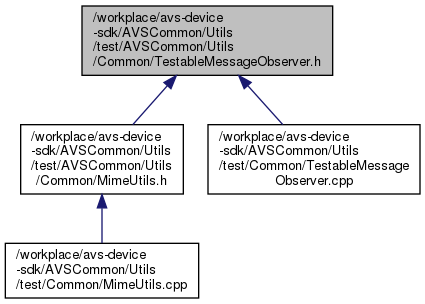 /workplace/avs-device
-sdk/AVSCommon/Utils
/test/AVSCommon/Utils
/Common/TestableMessageObserver.h
/workplace/avs-device
-sdk/AVSCommon/Utils
/test/AVSCommon/Utils
/Common/MimeUtils.h
/workplace/avs-device
-sdk/AVSCommon/Utils
/test/Common/TestableMessage
Observer.cpp
/workplace/avs-device
-sdk/AVSCommon/Utils
/test/Common/MimeUtils.cpp